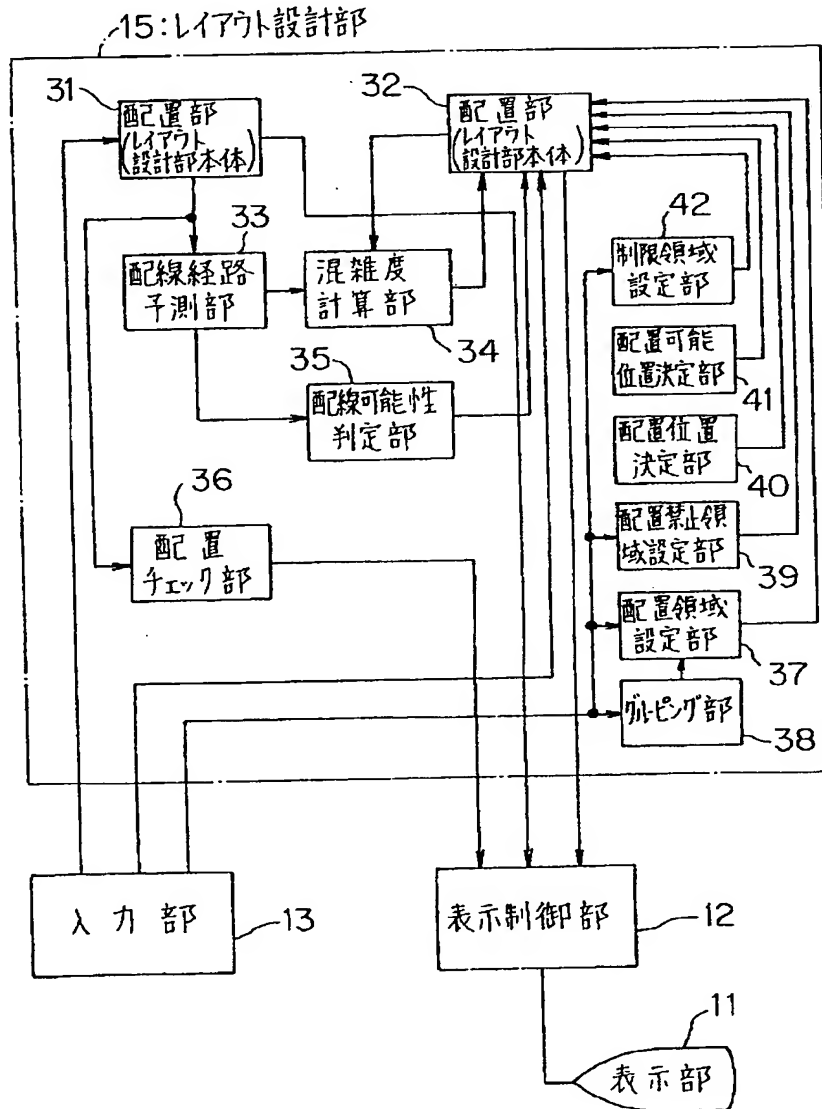 15:レイアウト設計部
31
配置部
(レイアウト
設計部本体)
32
配置部
(レイアウト
設計部本体)
33
配線経路
予測部
混雑度
計算部
34
35
配線可能性
判定部
36
配置
チェック部
42
制限領域
設定部
配置可能
位置決定部
41
配置位置
決定部
40
配置禁止領
域設定部
39
配置領域
設定部
37
グルーピング部
38
入力部
13
表示制御部
12
11
表示部